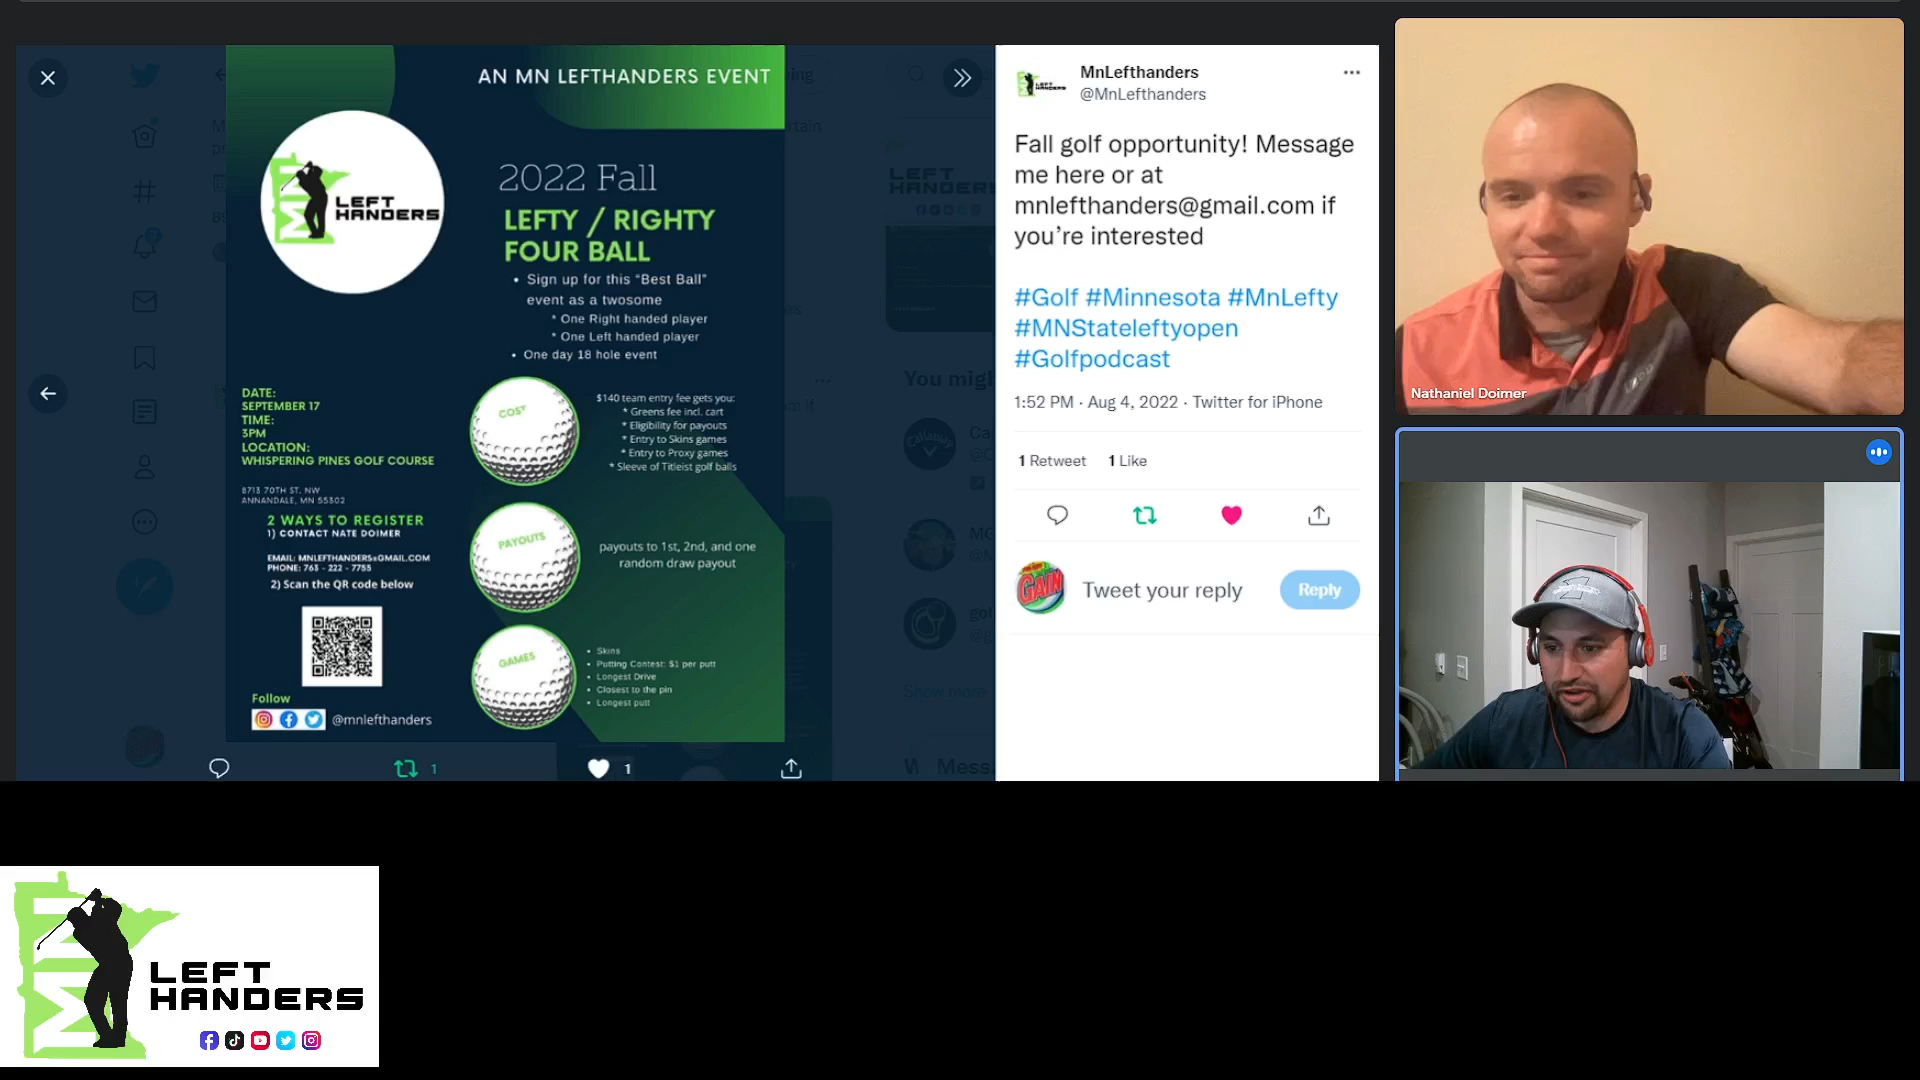 AN MN LEFTHANDERS EVENT
LEFT
HANDERS
2022 Fall
LEFTY / RIGHTY
FOUR BALL
• Sign up for this “Best Ball”
event as a twosome
* One Right handed player
* One Left handed player
• One day 18 hole event
DATE:
SEPTEMBER 17
TIME:
3PM
LOCATION:
WHISPERING PINES GOLF COURSE
8713 70TH ST. NW
ANNANDALE, MN 55302
2 WAYS TO REGISTER
1) CONTACT NATE DOIMER
EMAIL: MNLEFTHANDERS@GMAIL.COM
PHONE: 763 - 222 - 7755
2) Scan the QR code below
Follow
@mnlefthanders
COST
$140 team entry fee gets you:
* Greens fee incl. cart
* Eligibility for payouts
* Entry to Skins games
* Entry to Proxy games
* Sleeve of Titleist golf balls
PAYOUTS
payouts to 1st, 2nd, and one
random draw payout
GAMES
• Skins
• Putting Contest: $1 per putt
• Longest Drive
• Closest to the pin
• Longest putt
1
1
You migl
Show more
MnLefthanders
@MnLefthanders
Fall golf opportunity! Message
me here or at
mnlefthanders@gmail.com if
you’re interested
#Golf #Minnesota #MnLefty
#MNStateleftyopen
#Golfpodcast
1:52 PM · Aug 4, 2022 · Twitter for iPhone
1 Retweet 1 Like
GAIN
Tweet your reply
Reply
Nathaniel Doimer
MN
LEFT
HANDERS